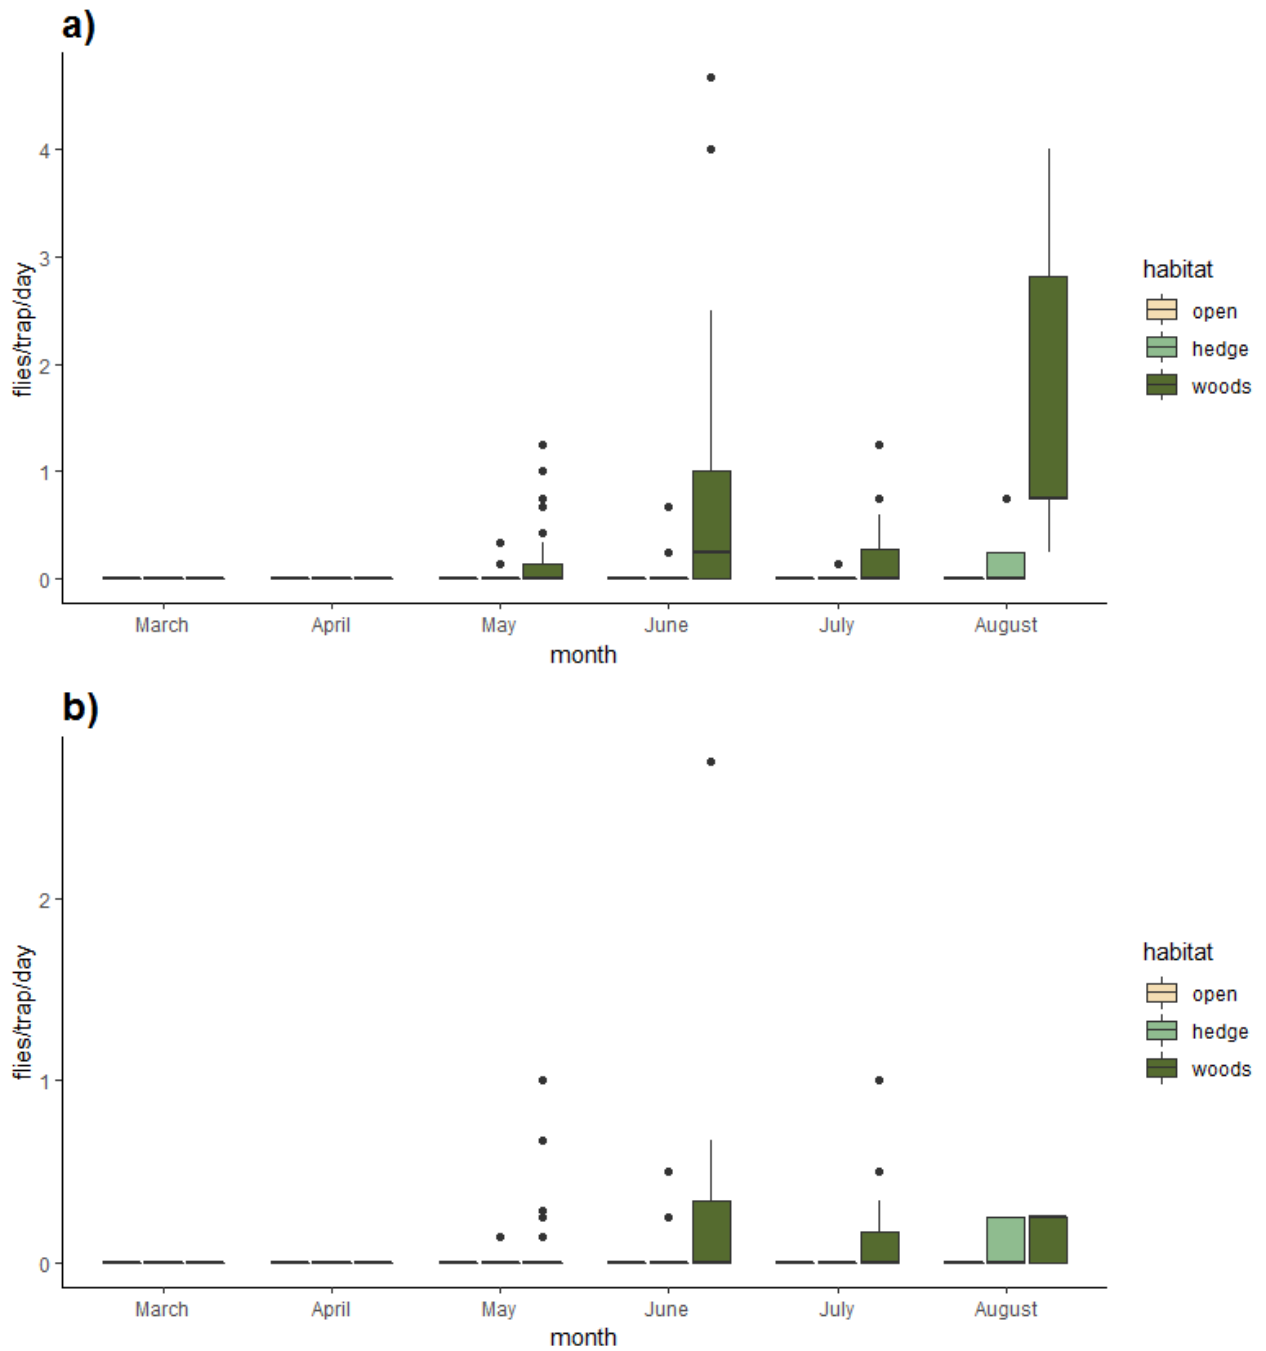 a)
4
3
2
1
0
flies/trap/day
March April May June July August
month
habitat
open
hedge
woods
b)
2
1
0
flies/trap/day
March April May June July August
month
habitat
open
hedge
woods